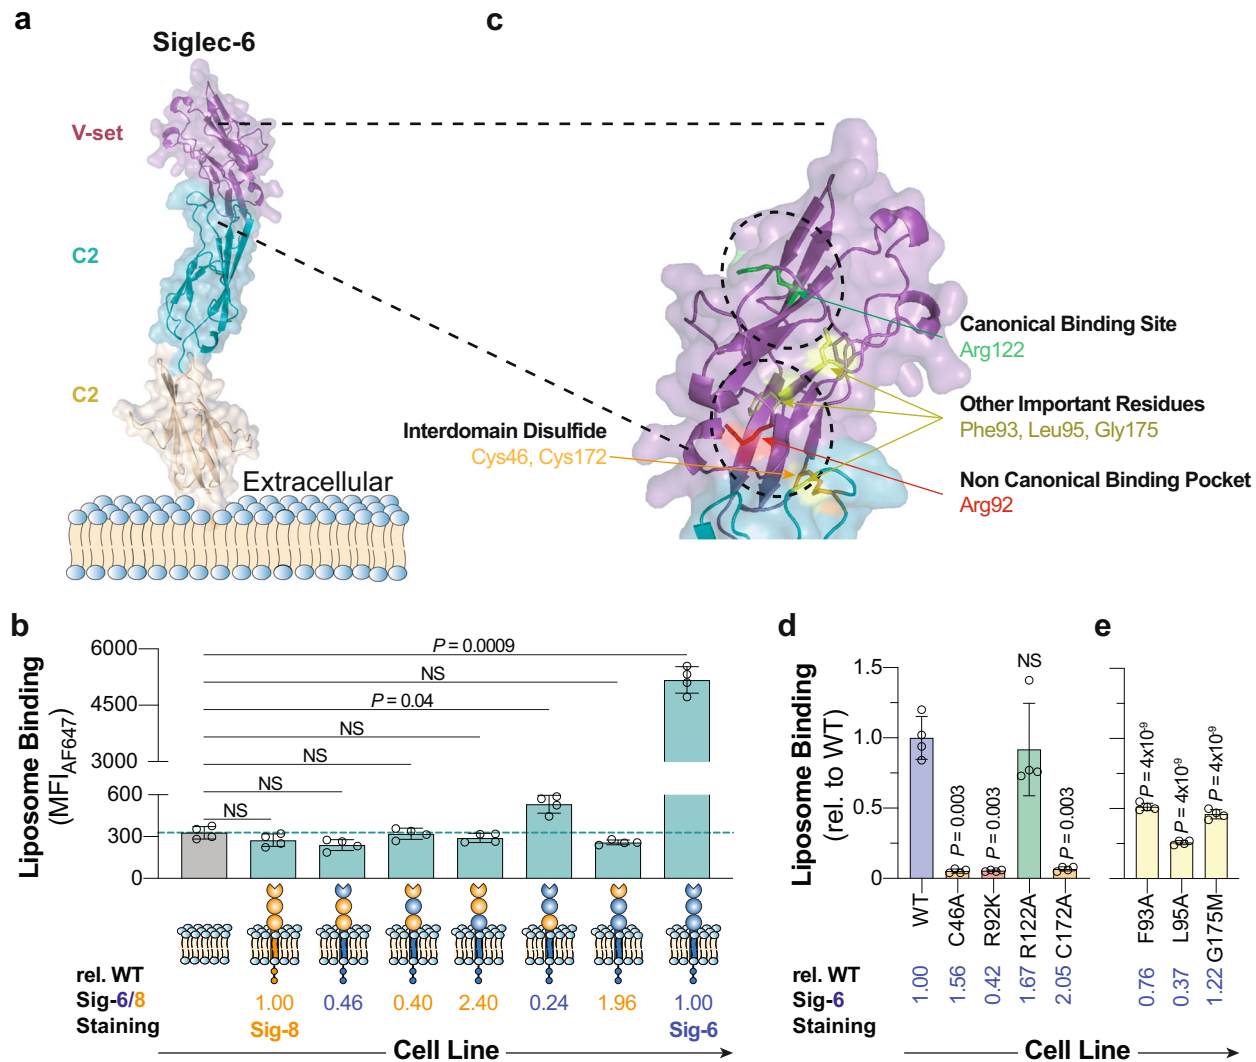 a
Siglec-6
V-set
C2
C2
Extracellular
c
Canonical Binding Site
Arg122
Other Important Residues
Phe93, Leu95, Gly175
Interdomain Disulfide
Cys46, Cys172
Non Canonical Binding Pocket
Arg92
b
Liposome Binding
(MFI AF647)
6000
4500
3000
600
300
0
P = 0.0009
NS
P = 0.04
NS
NS
NS
NS
rel. WT
Sig-6/8
Staining
1.00
0.46
0.40
2.40
0.24
1.96
1.00
Sig-8
Sig-6
Cell Line
d
Liposome Binding
(rel. to WT)
1.5
1.0
0.5
0
P = 0.003
P = 0.003
NS
P = 0.003
WT
C46A
R92K
R122A
C172A
rel. WT
Sig-6
Staining
1.00
1.56
0.42
1.67
2.05
e
P = 4x10-9
P = 4x10-9
P = 4x10-9
F93A
L95A
G175M
0.76
0.37
1.22
Cell Line